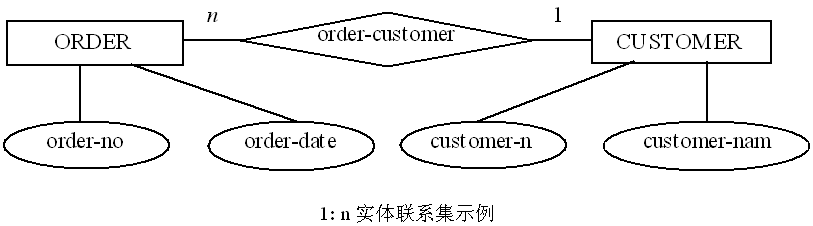 n
1
ORDER
order-customer
CUSTOMER
order-no
order-date
customer-n
customer-nam
1: n 实体联系集示例